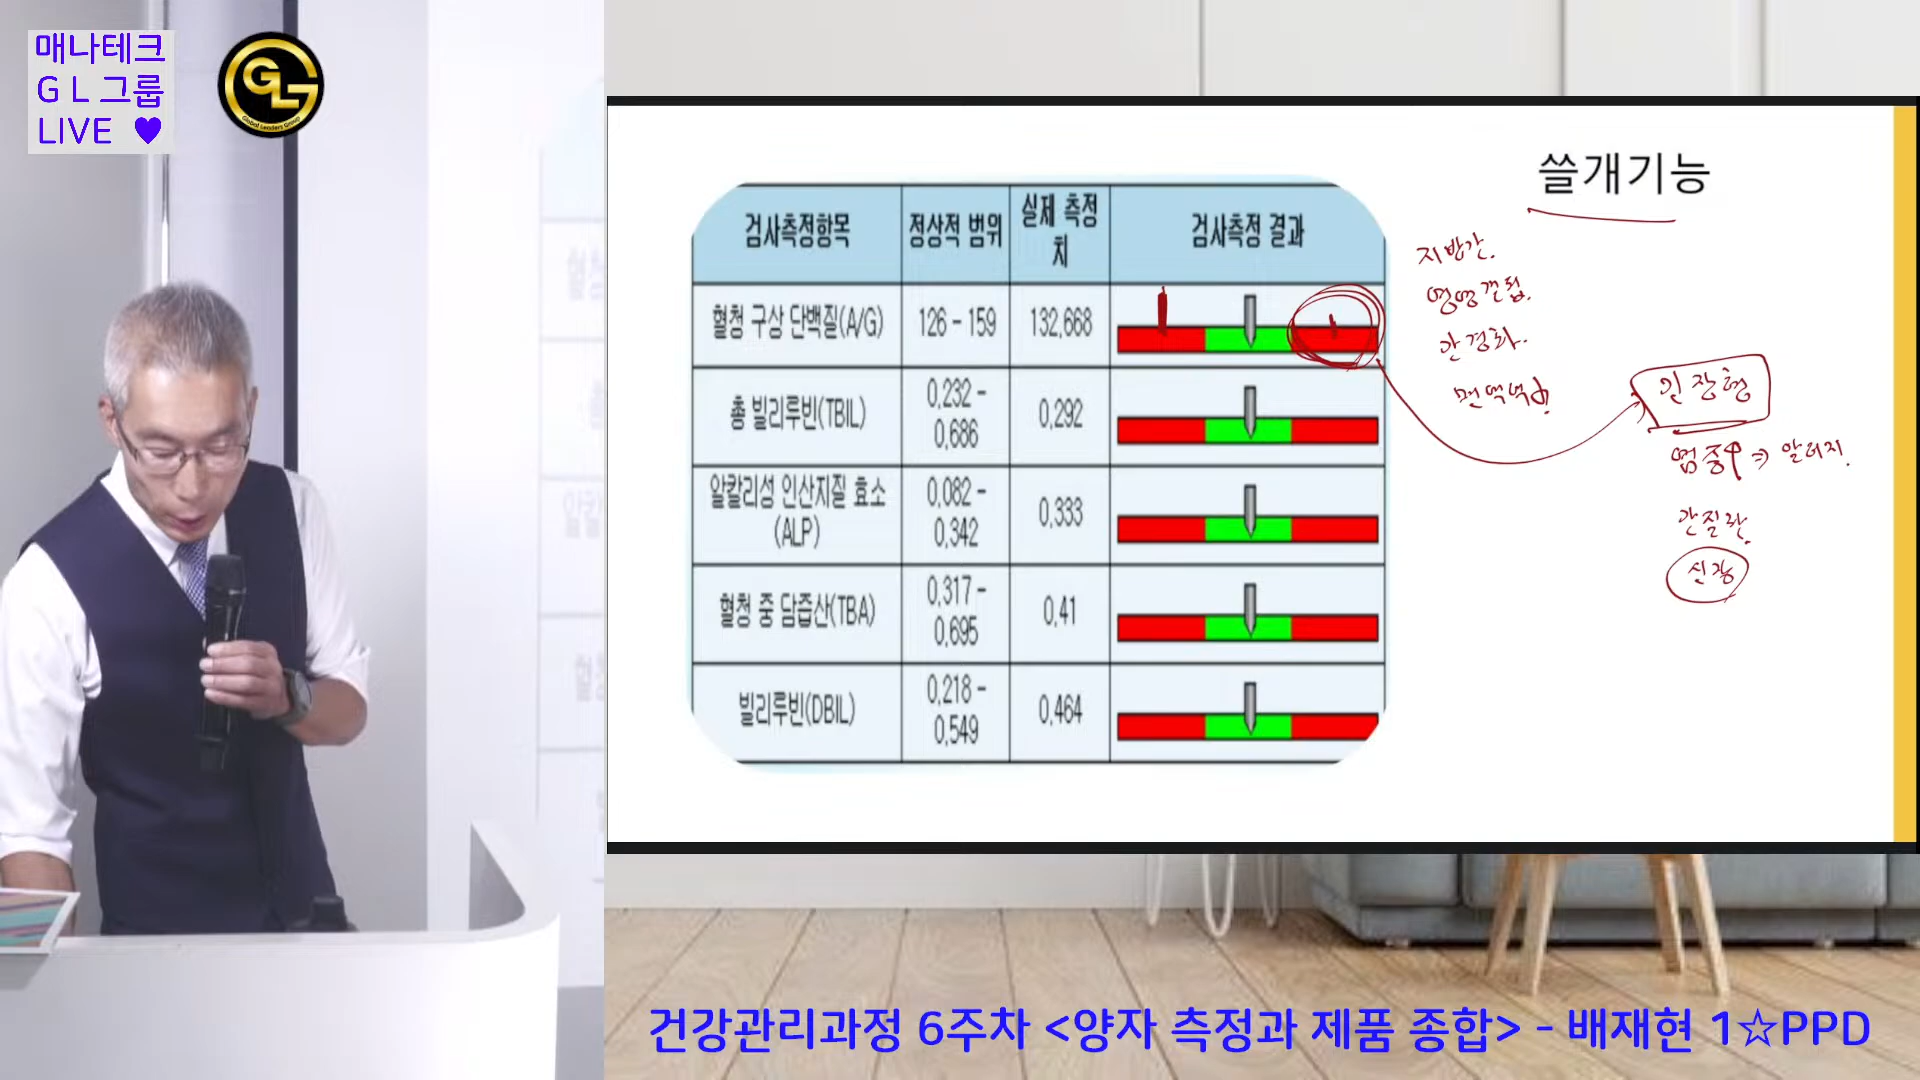 매나테크
G L 그룹
LIVE ♥
GLG
Global Leaders Group
쓸개기능
검사측정항목 정상적 범위 실제 측정치 검사측정 결과
혈청 구상 단백질(A/G) 126 - 159 132,668
총 빌리루빈(TBIL) 0,232 - 0,686 0,292
알칼리성 인산지질 효소(ALP) 0,082 - 0,342 0,333
혈청 중 담즙산(TBA) 0,317 - 0,695 0,41
빌리루빈(DBIL) 0,218 - 0,549 0,464
지방간.
영양결핍.
간경화.
면역력
긴장형
염증↑ ⇒ 알러지.
간질환.
신장
건강관리과정 6주차 <양자 측정과 제품 종합> - 배재현 1☆PPD